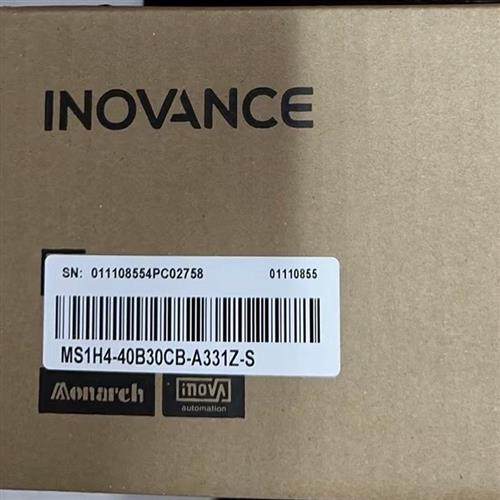 INOVANCE
SN: 011108554PC02758 01110855
MS1H4-40B30CB-A331Z-S
Monarch inovA
automation